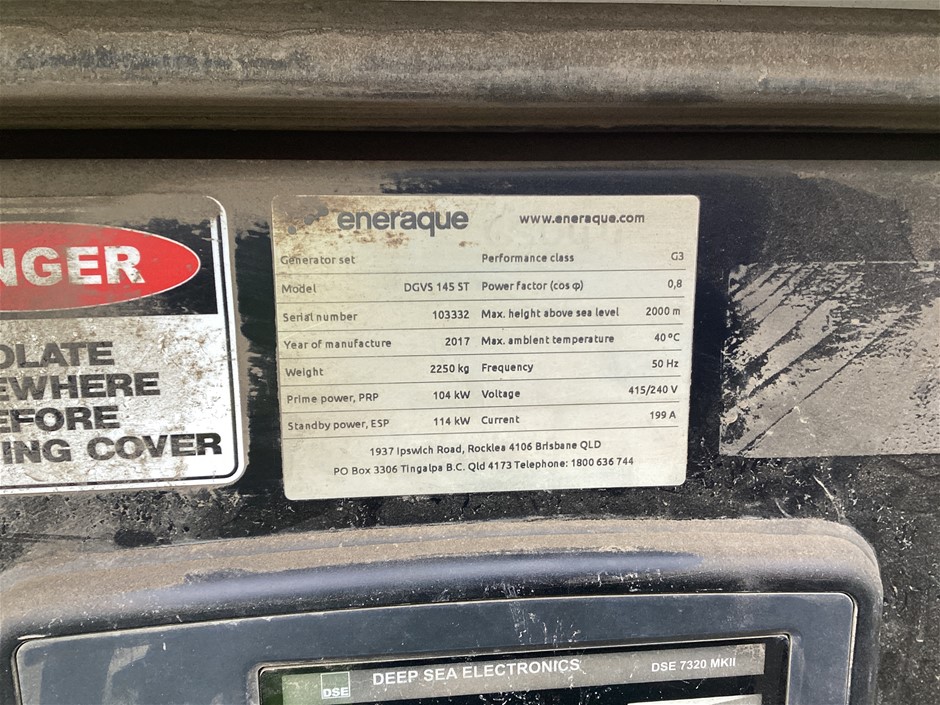 NGER
OLATE
EWHERE
EFORE
ING COVER
eneraque www.eneraque.com
Generator set Performance class G3
Model DGVS 145 ST Power factor (cos φ) 0,8
Serial number 103332 Max. height above sea level 2000 m
Year of manufacture 2017 Max. ambient temperature 40 °C
Weight 2250 kg Frequency 50 Hz
Prime power, PRP 104 kW Voltage 415/240 V
Standby power, ESP 114 kW Current 199 A
1937 Ipswich Road, Rocklea 4106 Brisbane QLD
PO Box 3306 Tingalpa B.C. Qld 4173 Telephone: 1800 636 744
DSE DEEP SEA ELECTRONICS DSE 7320 MKII